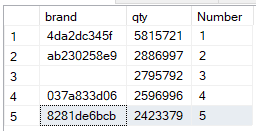 brand qty Number
1 4da2dc345f 5815721 1
2 ab230258e9 2886997 2
3 2795792 3
4 037a833d06 2596996 4
5 8281de6bcb 2423379 5